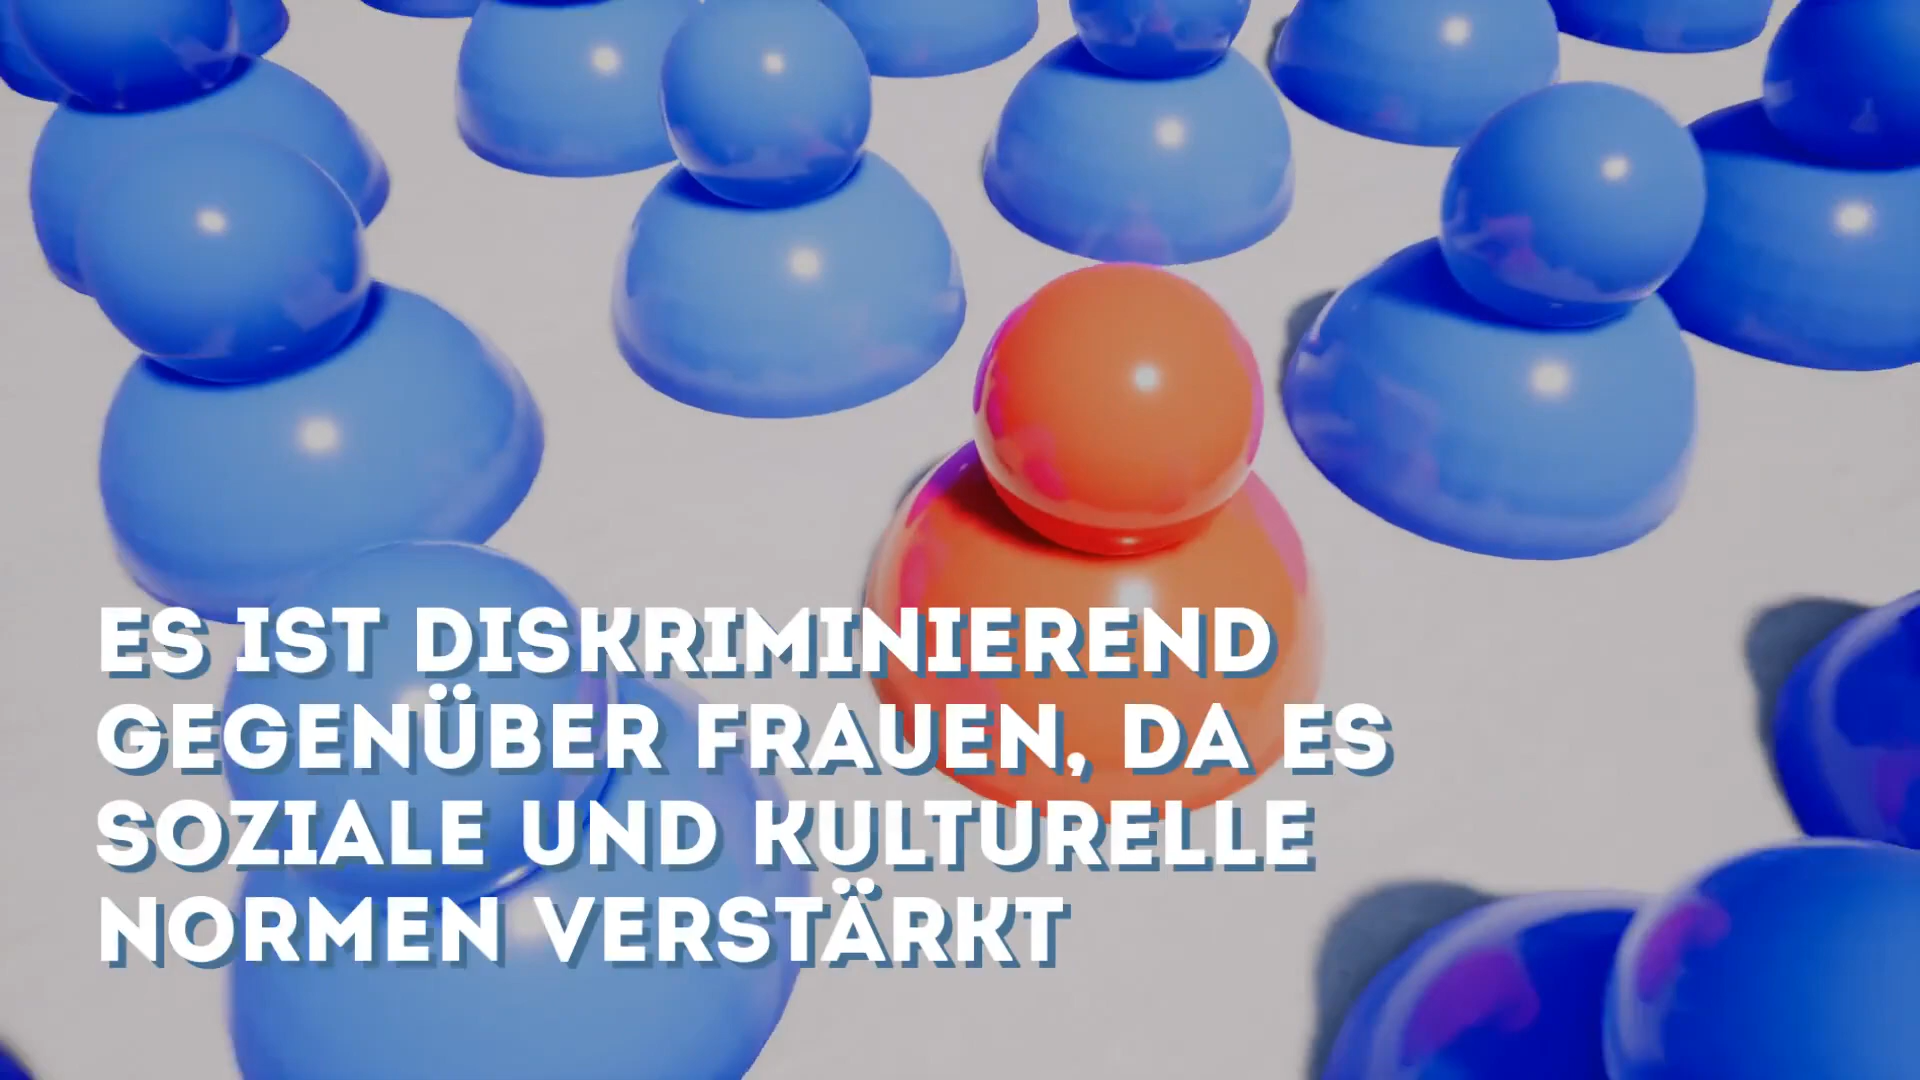 ES IST DISKRIMINIEREND
GEGENÜBER FRAUEN, DA ES
SOZIALE UND KULTURELLE
NORMEN VERSTÄRKT